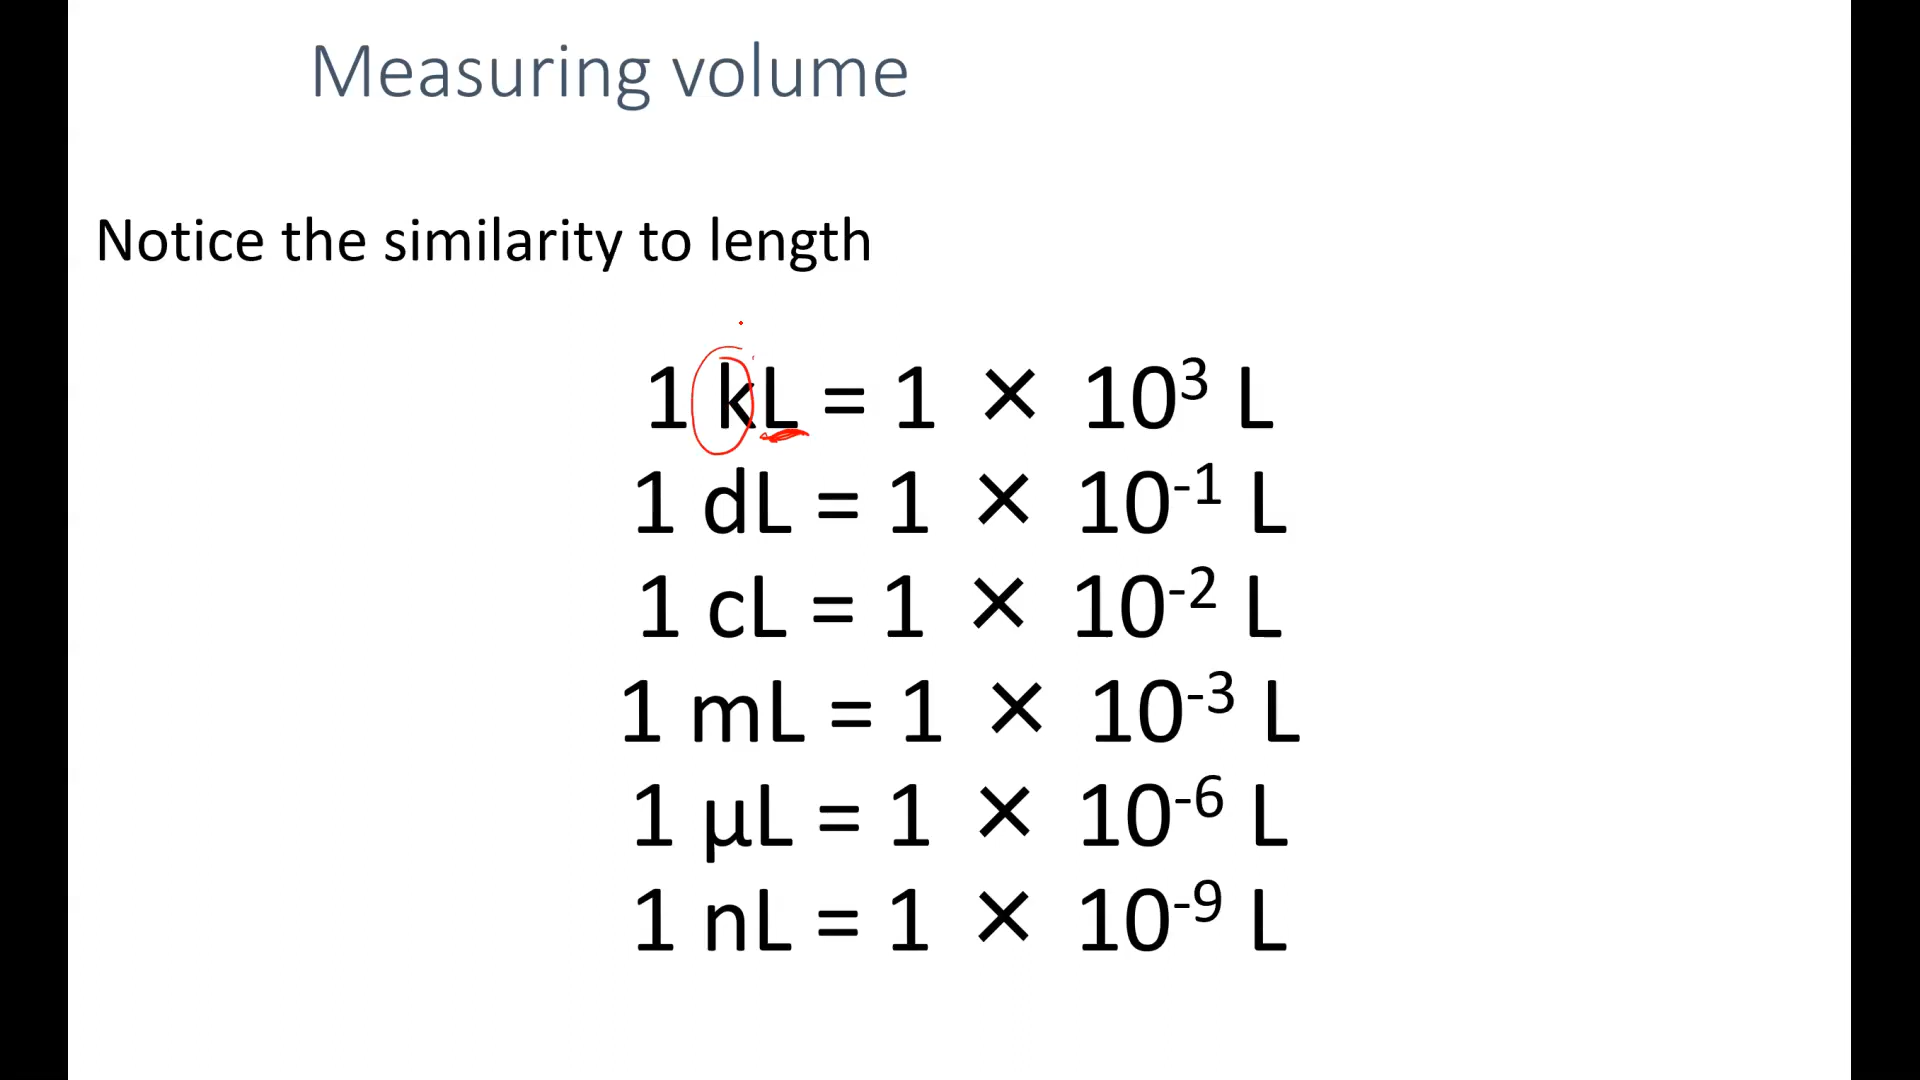 Measuring volume
Notice the similarity to length
1 kL = 1 × 10³ L
1 dL = 1 × 10⁻¹ L
1 cL = 1 × 10⁻² L
1 mL = 1 × 10⁻³ L
1 µL = 1 × 10⁻⁶ L
1 nL = 1 × 10⁻⁹ L